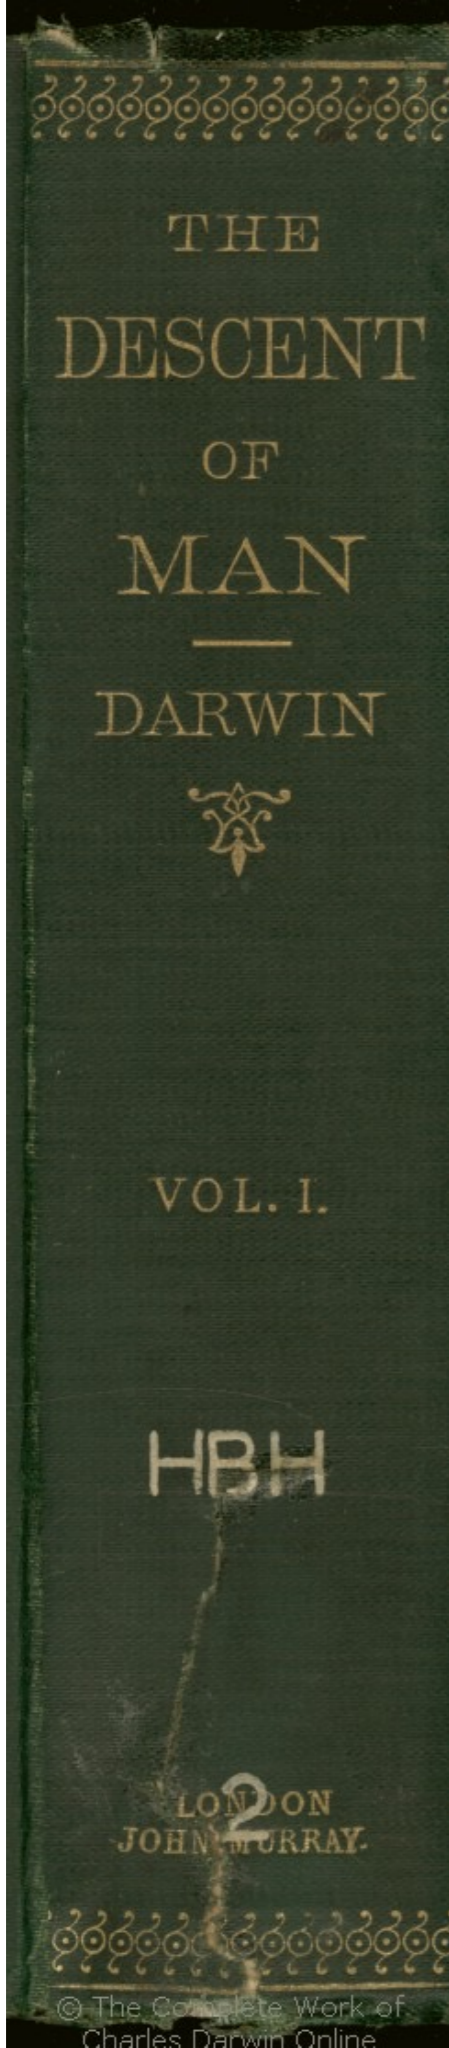 THE
DESCENT
OF
MAN
DARWIN
VOL. I.
HBH
2
LONDON
JOHN MURRAY.
© The Complete Work of
Charles Darwin Online